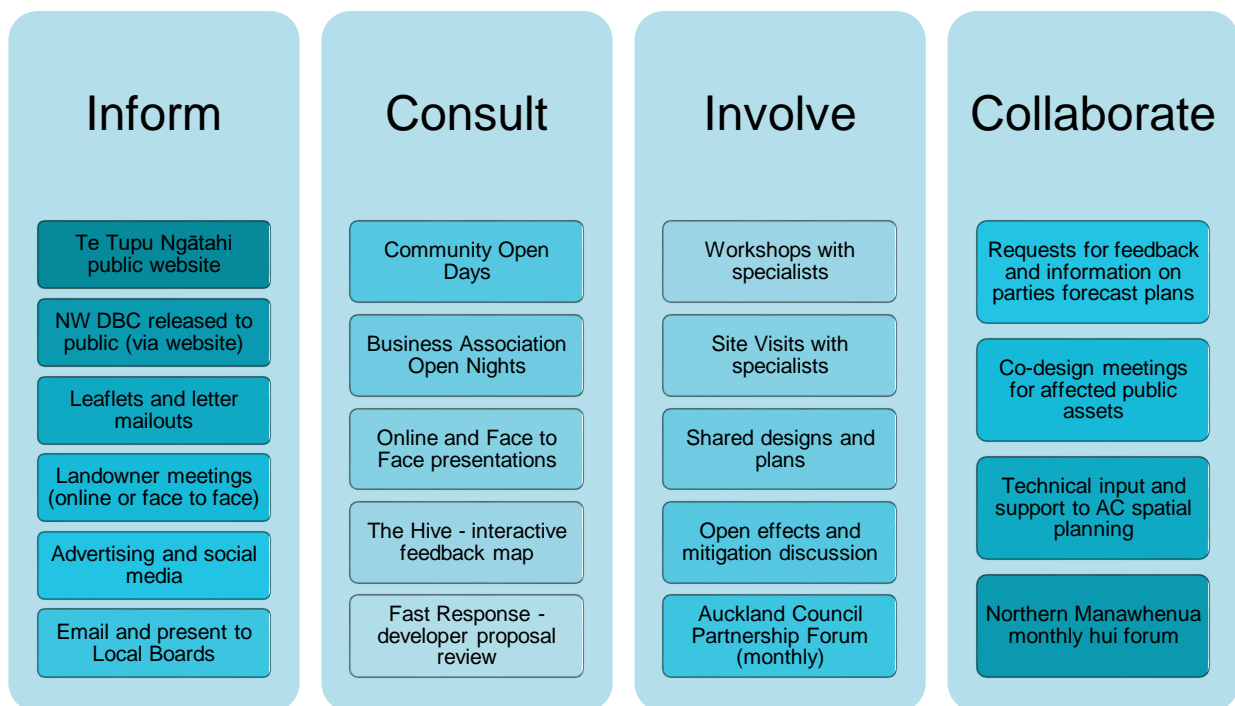 Inform
Te Tupu Ngātahi
public website
NW DBC released to
public (via website)
Leaflets and letter
mailouts
Landowner meetings
(online or face to face)
Advertising and social
media
Email and present to
Local Boards
Consult
Community Open
Days
Business Association
Open Nights
Online and Face to
Face presentations
The Hive - interactive
feedback map
Fast Response -
developer proposal
review
Involve
Workshops with
specialists
Site Visits with
specialists
Shared designs and
plans
Open effects and
mitigation discussion
Auckland Council
Partnership Forum
(monthly)
Collaborate
Requests for feedback
and information on
parties forecast plans
Co-design meetings
for affected public
assets
Technical input and
support to AC spatial
planning
Northern Manawhenua
monthly hui forum